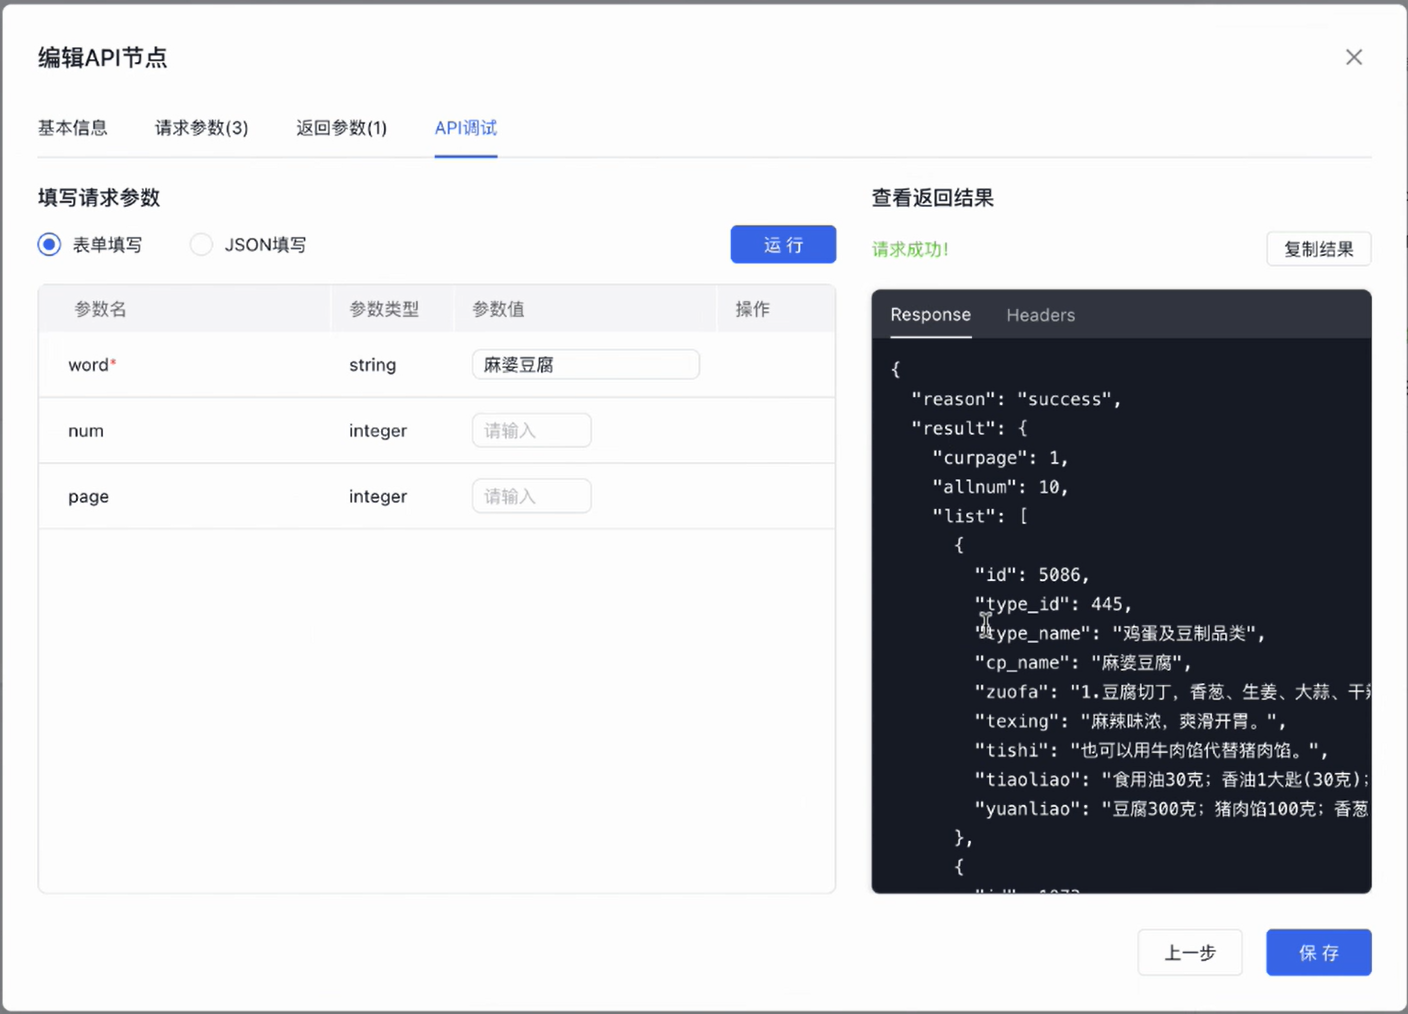 编辑API节点
基本信息 请求参数(3) 返回参数(1) API调试
填写请求参数
表单填写 JSON填写 运 行
参数名 参数类型 参数值 操作
word* string 麻婆豆腐
num integer 请输入
page integer 请输入
查看返回结果
请求成功! 复制结果
Response Headers
{
"reason": "success",
"result": {
"curpage": 1,
"allnum": 10,
"list": [
{
"id": 5086,
"type_id": 445,
"type_name": "鸡蛋及豆制品类",
"cp_name": "麻婆豆腐",
"zuofa": "1.豆腐切丁，香葱、生姜、大蒜、干
"texing": "麻辣味浓，爽滑开胃。",
"tishi": "也可以用牛肉馅代替猪肉馅。",
"tiaoliao": "食用油30克；香油1大匙(30克)；
"yuanliao": "豆腐300克；猪肉馅100克；香葱
},
{
上一步 保 存